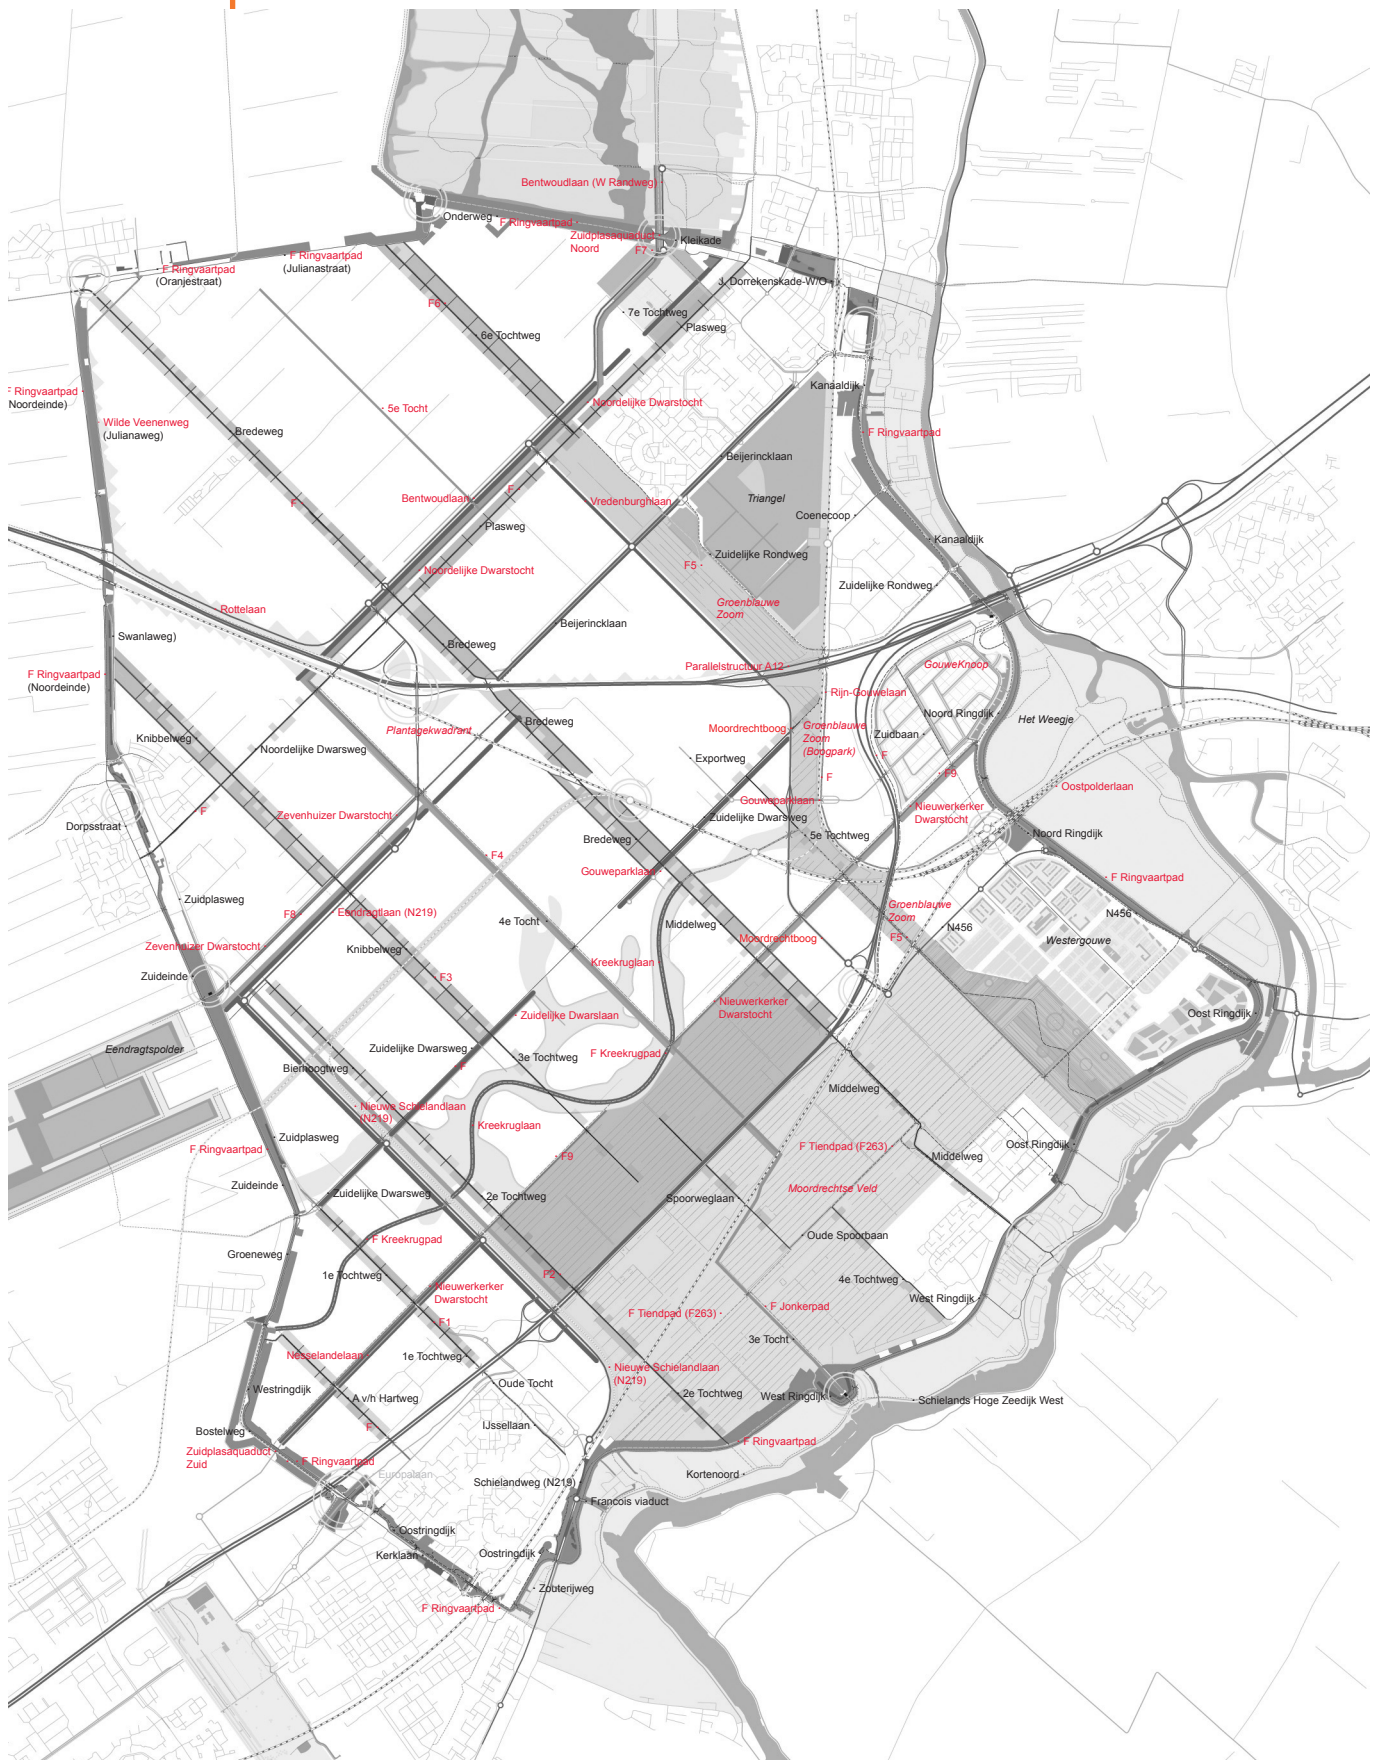 Bentwoudlaan (W Randweg)
Onderweg
F Ringvaartpad
Zuidplasaquaduct
Noord
F7
Kleikade
F Ringvaartpad
(Julianastraat)
F Ringvaartpad
(Oranjestraat)
J. Dorrekenskade-W/O
F6
7e Tochtweg
Plasweg
6e Tochtweg
Kanaaldijk
F Ringvaartpad
Noordeinde)
Noordelijke Dwarstocht
5e Tocht
Wilde Veenenweg
(Julianaweg)
Bredeweg
F Ringvaartpad
Beijerincklaan
F
F
Bentwoudlaan
Vredenburghlaan
Triangel
Coenecoop
Plasweg
Kanaaldijk
Zuidelijke Rondweg
F5
Noordelijke Dwarstocht
Zuidelijke Rondweg
Groenblauwe
Zoom
Rottelaan
Beijerincklaan
Swanlaweg)
Bredeweg
Parallelstructuur A12
GouweKnoop
F Ringvaartpad
(Noordeinde)
Rijn-Gouwelaan
Noord Ringdijk
Het Weegje
Bredeweg
Plantagekwadrant
Moordrechtboog
Groenblauwe
Zoom
(Boogpark)
Zuidbaan
Knibbelweg
Noordelijke Dwarsweg
Exportweg
F
F9
F
Oostpolderlaan
Gouweparklaan
Nieuwerkerker
Dwarstocht
F
Zevenhuizer Dwarstocht
Zuidelijke Dwarsweg
Dorpsstraat
5e Tochtweg
Noord Ringdijk
Bredeweg
F4
Gouweparklaan
F Ringvaartpad
Zuidplasweg
Groenblauwe
Zoom
F8
Eendragtlaan (N219)
4e Tocht
Middelweg
N456
N456
Moordrechtboog
F5
Westergouwe
Zevenhuizer Dwarstocht
Knibbelweg
Kreekruglaan
Zuideinde
F3
Nieuwerkerker
Dwarstocht
Zuidelijke Dwarslaan
Oost Ringdijk
Eendragtspolder
Zuidelijke Dwarsweg
F Kreekrugpad
3e Tochtweg
Bierhoogtweg
F
Middelweg
Nieuwe Schielandlaan
(N219)
Kreekruglaan
Zuidplasweg
F Ringvaartpad
F Tiendpad (F263)
Oost Ringdijk
F9
Middelweg
Zuideinde
Moordrechtse Veld
Zuidelijke Dwarsweg
2e Tochtweg
Spoorweglaan
F Kreekrugpad
Oude Spoorbaan
Groeneweg
1e Tochtweg
F2
4e Tochtweg
Nieuwerkerker
Dwarstocht
West Ringdijk
F Tiendpad (F263)
F Jonkerpad
F1
3e Tocht
Nesselandelaan
1e Tochtweg
Nieuwe Schielandlaan
(N219)
Oude Tocht
Westringdijk
A v/h Hartweg
2e Tochtweg
West Ringdijk
Schielands Hoge Zeedijk West
F
IJssellaan
Bostelweg
F Ringvaartpad
Zuidplasaquaduct
Zuid
F Ringvaartpad
Europalaan
Schielandweg (N219)
Kortenoord
Francois viaduct
Oostringdijk
Kerklaan
Oostringdijk
Zouterijweg
F Ringvaartpad